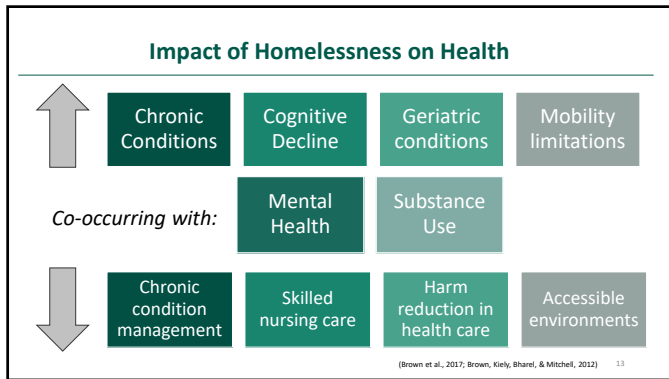 Impact of Homelessness on Health
Chronic
Conditions
Cognitive
Decline
Geriatric
conditions
Mobility
limitations
Co-occurring with:
Mental
Health
Substance
Use
Chronic
condition
management
Skilled
nursing care
Harm
reduction in
health care
Accessible
environments
(Brown et al., 2017; Brown, Kiely, Bharel, & Mitchell, 2012)
13